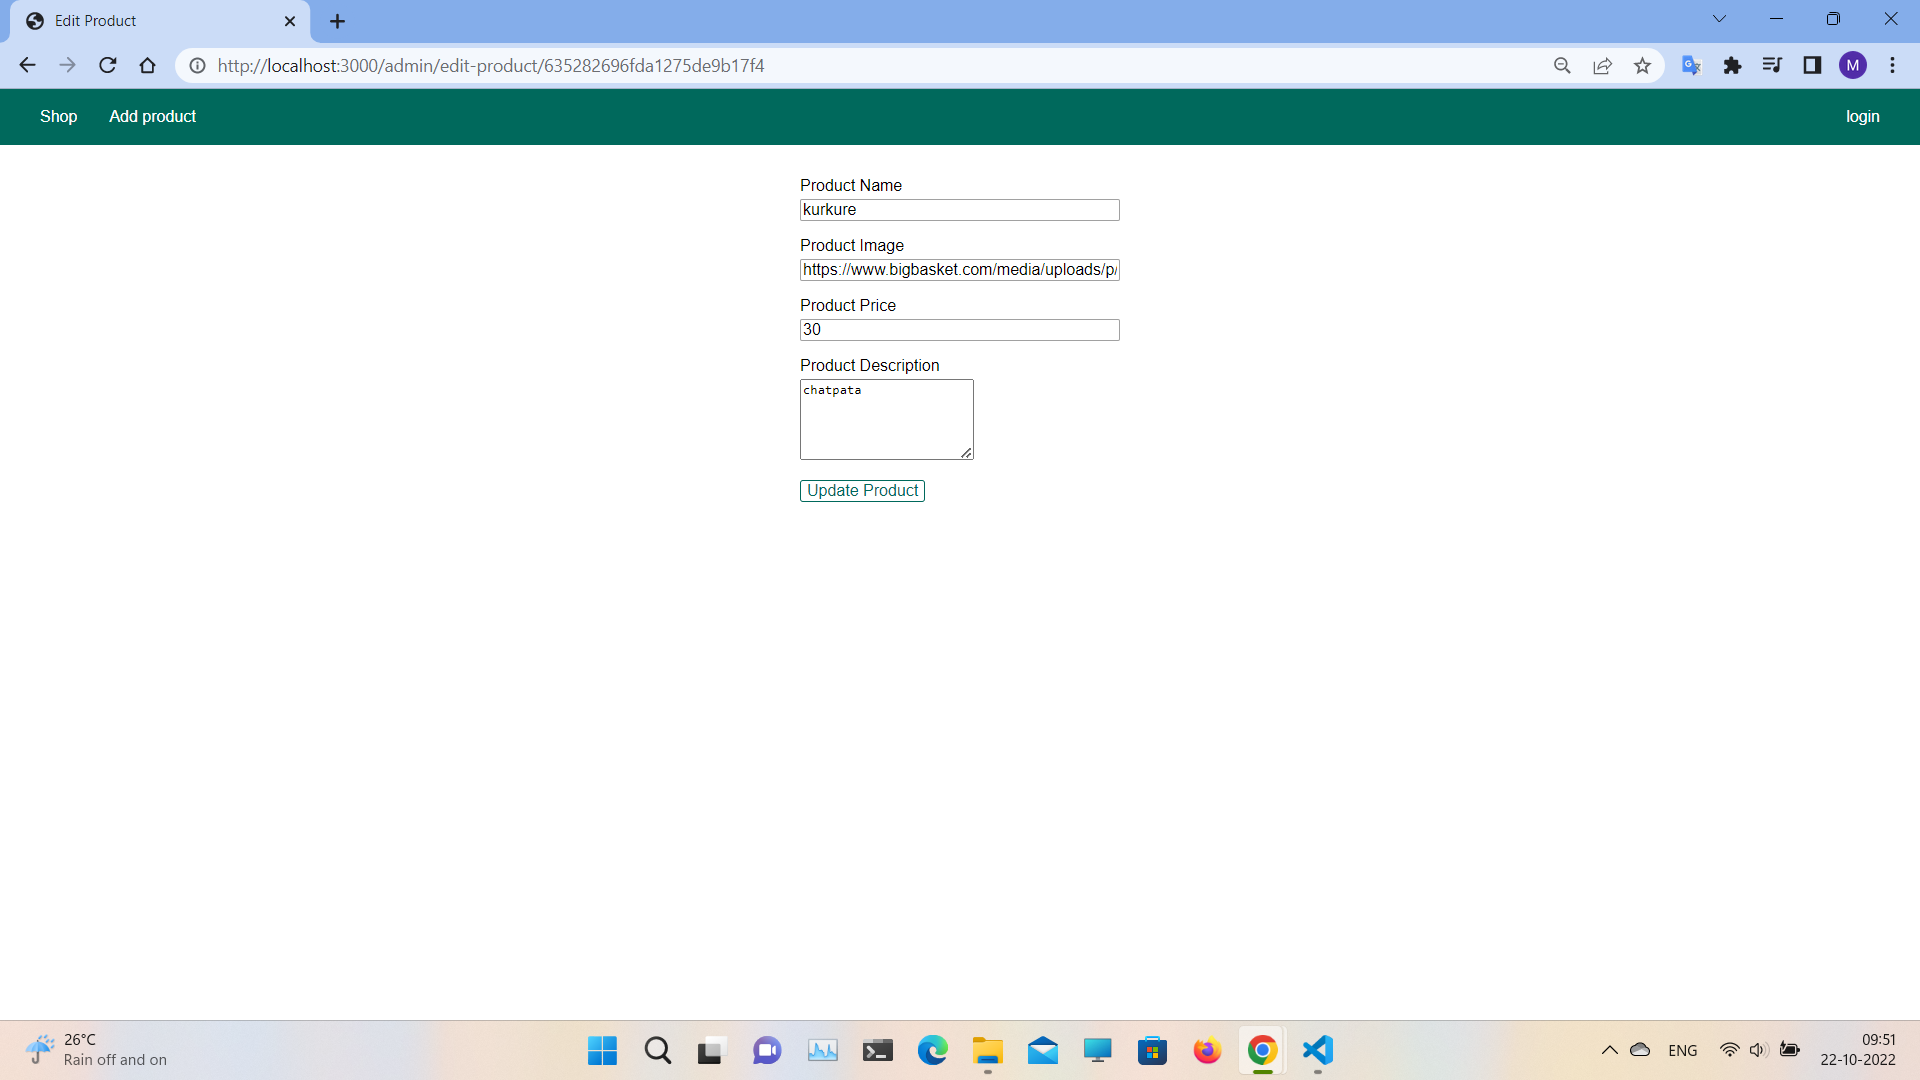 Edit Product
http://localhost:3000/admin/edit-product/635282696fda1275de9b17f4
M
Shop Add product login
Product Name
kurkure
Product Image
https://www.bigbasket.com/media/uploads/p/
Product Price
30
Product Description
chatpata
Update Product
26°C
Rain off and on
ENG
09:51
22-10-2022